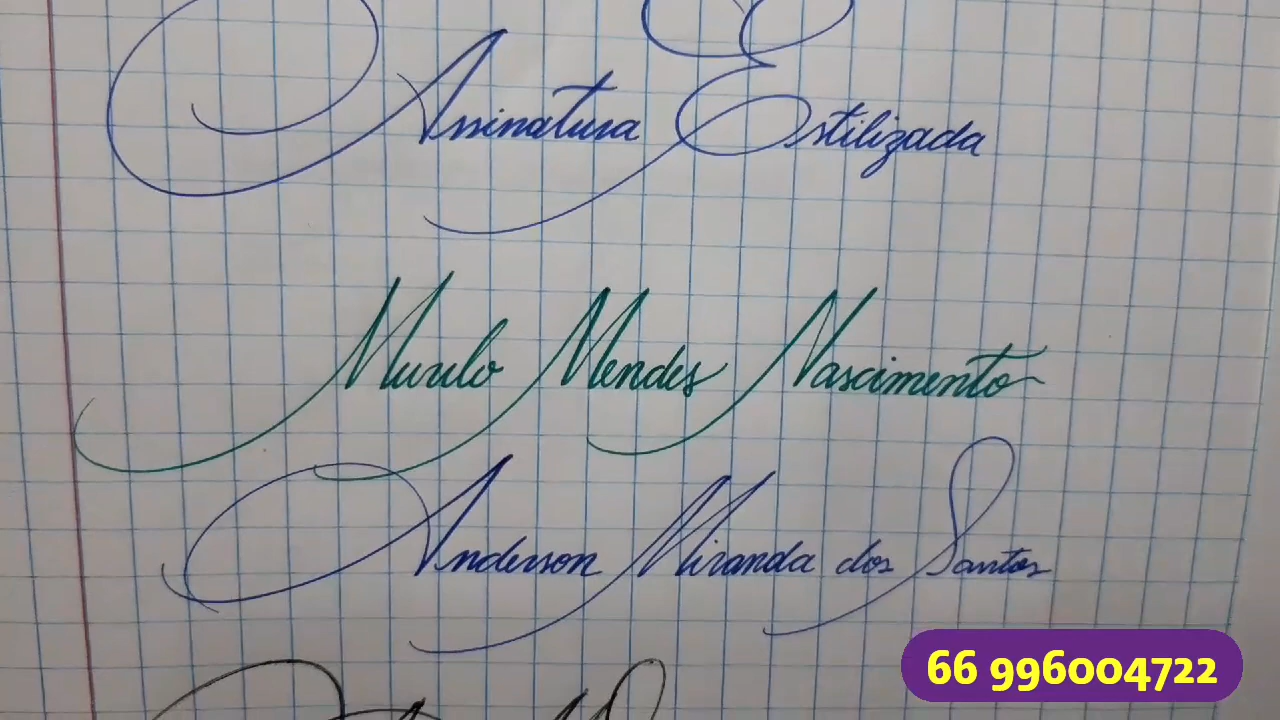 Assinatura Estilizada
Murilo Mendes Nascimento
Anderson Miranda dos Santos
66 996004722